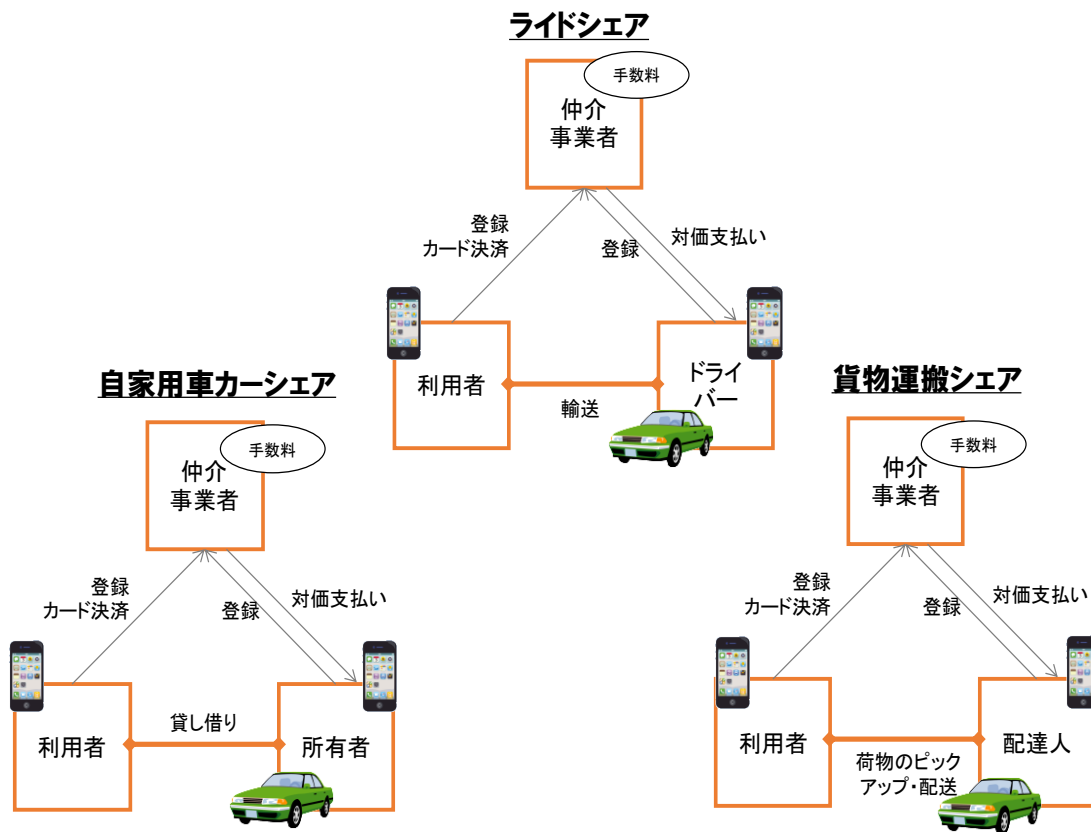 ライドシェア
手数料
仲介
事業者
登録
カード決済
登録
対価支払い
利用者
輸送
ドライ
バー
自家用車カーシェア
手数料
仲介
事業者
登録
カード決済
登録
対価支払い
利用者
貸し借り
所有者
貨物運搬シェア
手数料
仲介
事業者
登録
カード決済
登録
対価支払い
利用者
荷物のピック
アップ・配送
配達人